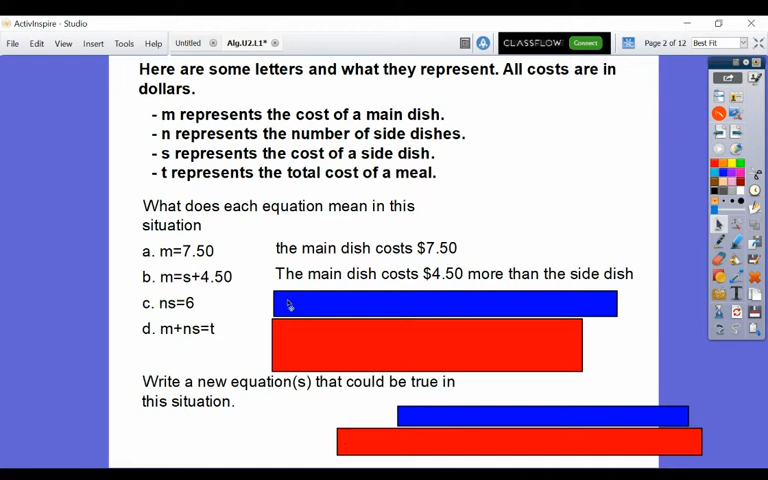 ActivInspire - Studio
File Edit View Insert Tools Help Untitled Alg.U2.L1* CLASSFLOW Connect Page 2 of 12 Best Fit
Here are some letters and what they represent. All costs are in
dollars.
- m represents the cost of a main dish.
- n represents the number of side dishes.
- s represents the cost of a side dish.
- t represents the total cost of a meal.
What does each equation mean in this
situation
a. m=7.50 the main dish costs $7.50
b. m=s+4.50 The main dish costs $4.50 more than the side dish
c. ns=6
d. m+ns=t
Write a new equation(s) that could be true in
this situation.